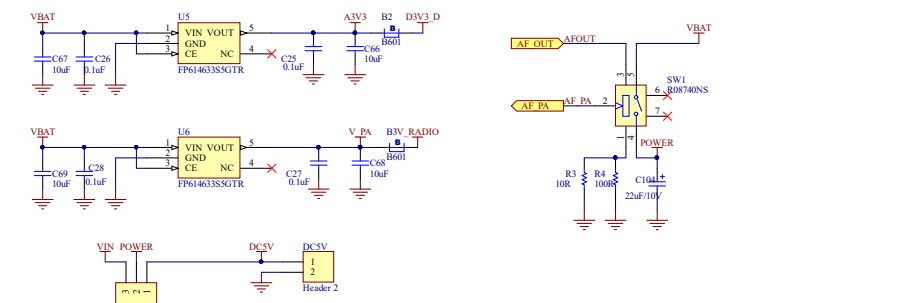 VBAT
U5
A3V3
B2
D3V3_D
1
VIN VOUT
5
B
2
GND
B601
3
CE
NC
4
C67
10uF
C26
0.1uF
C25
0.1uF
C66
10uF
FP614633S5GTR
VBAT
U6
V_PA
B3
V_RADIO
1
VIN VOUT
5
B
2
GND
B601
3
CE
NC
4
C69
10uF
C28
0.1uF
C27
0.1uF
C68
10uF
FP614633S5GTR
VIN
POWER
DC5V
DC5V
1
2
Header 2
3
2
1
VBAT
AF_OUT
AFOUT
3
5
SW1
R08740NS
6
AF_PA
AF_PA
2
7
1
4
POWER
R3
10R
R4
100R
C104
+
22uF/10V